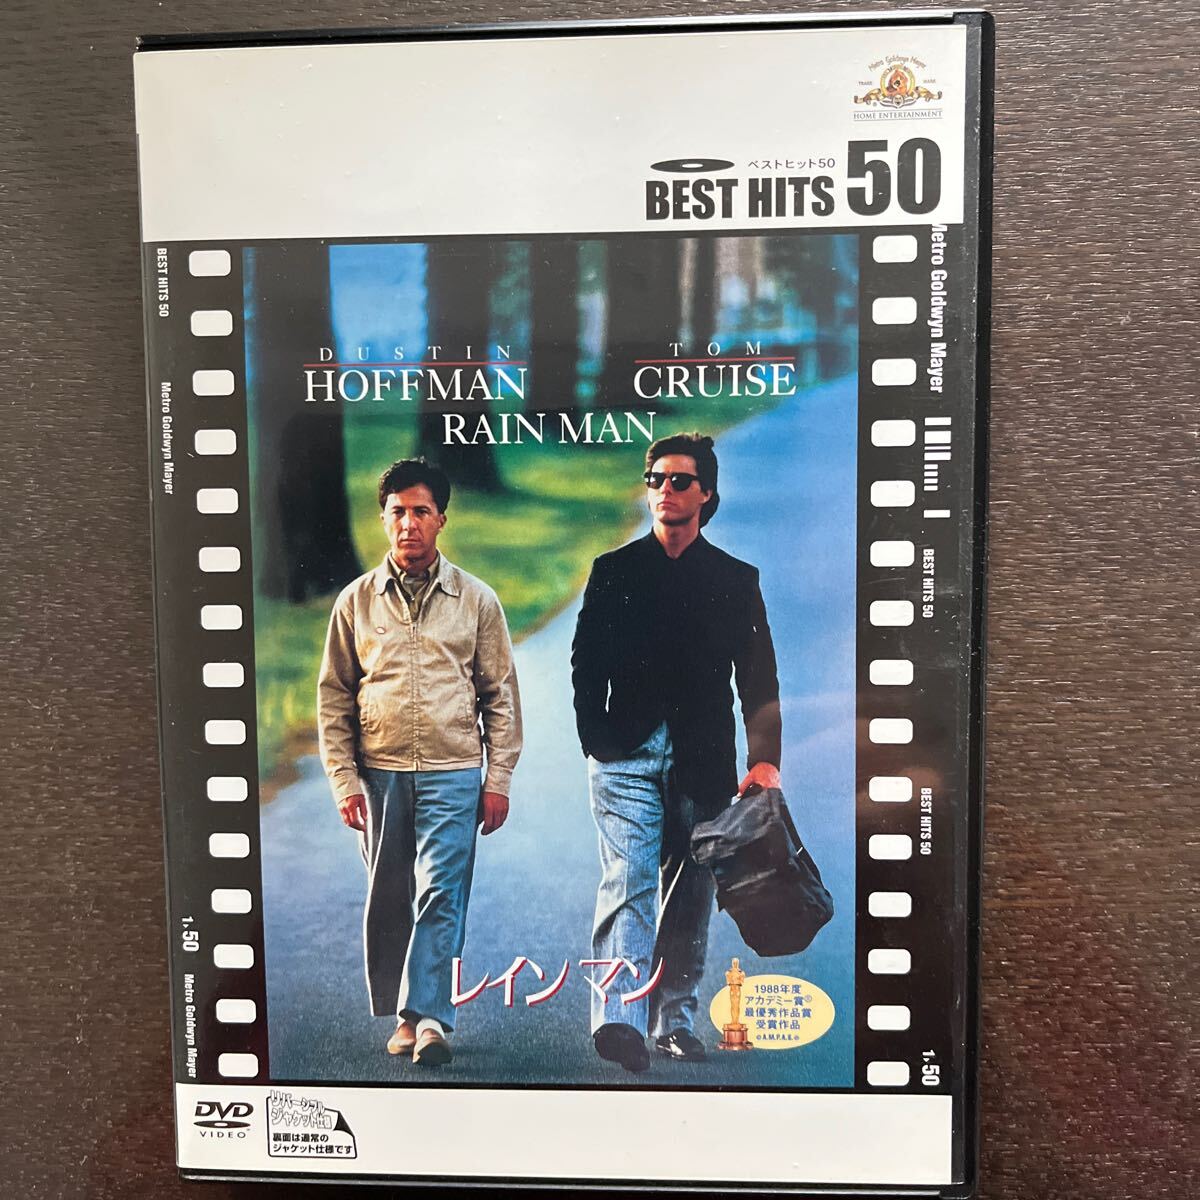 Metro Goldwyn Mayer
TRADE MARK
HOME ENTERTAINMENT
ベストヒット50
BEST HITS 50
BEST HITS 50
Metro Goldwyn Mayer
Metro Goldwyn Mayer
DUSTIN
HOFFMAN
TOM
CRUISE
RAIN MAN
BEST HITS 50
BEST HITS 50
レインマン
1988年度
アカデミー賞®
最優秀作品賞
受賞作品
©A.M.P.A.S.®
1▸50
Metro Goldwyn Mayer
1▸50
DVD
VIDEO™
リバーシブル
ジャケット仕様
裏面は通常の
ジャケット仕様です